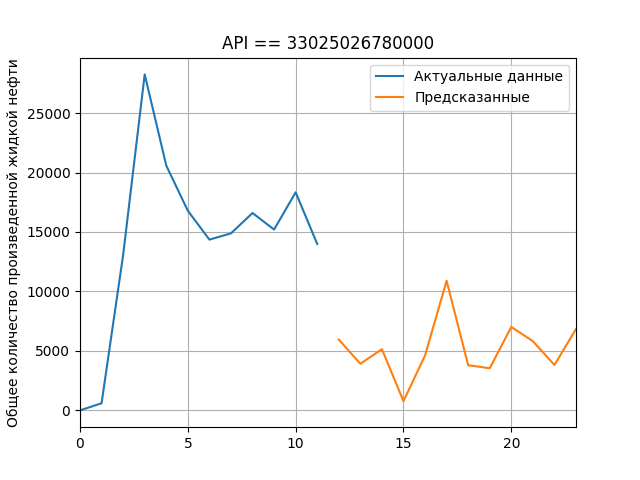 API == 33025026780000
Общее количество произведенной жидкой нефти
Актуальные данные
Предсказанные
25000
20000
15000
10000
5000
0
0 5 10 15 20